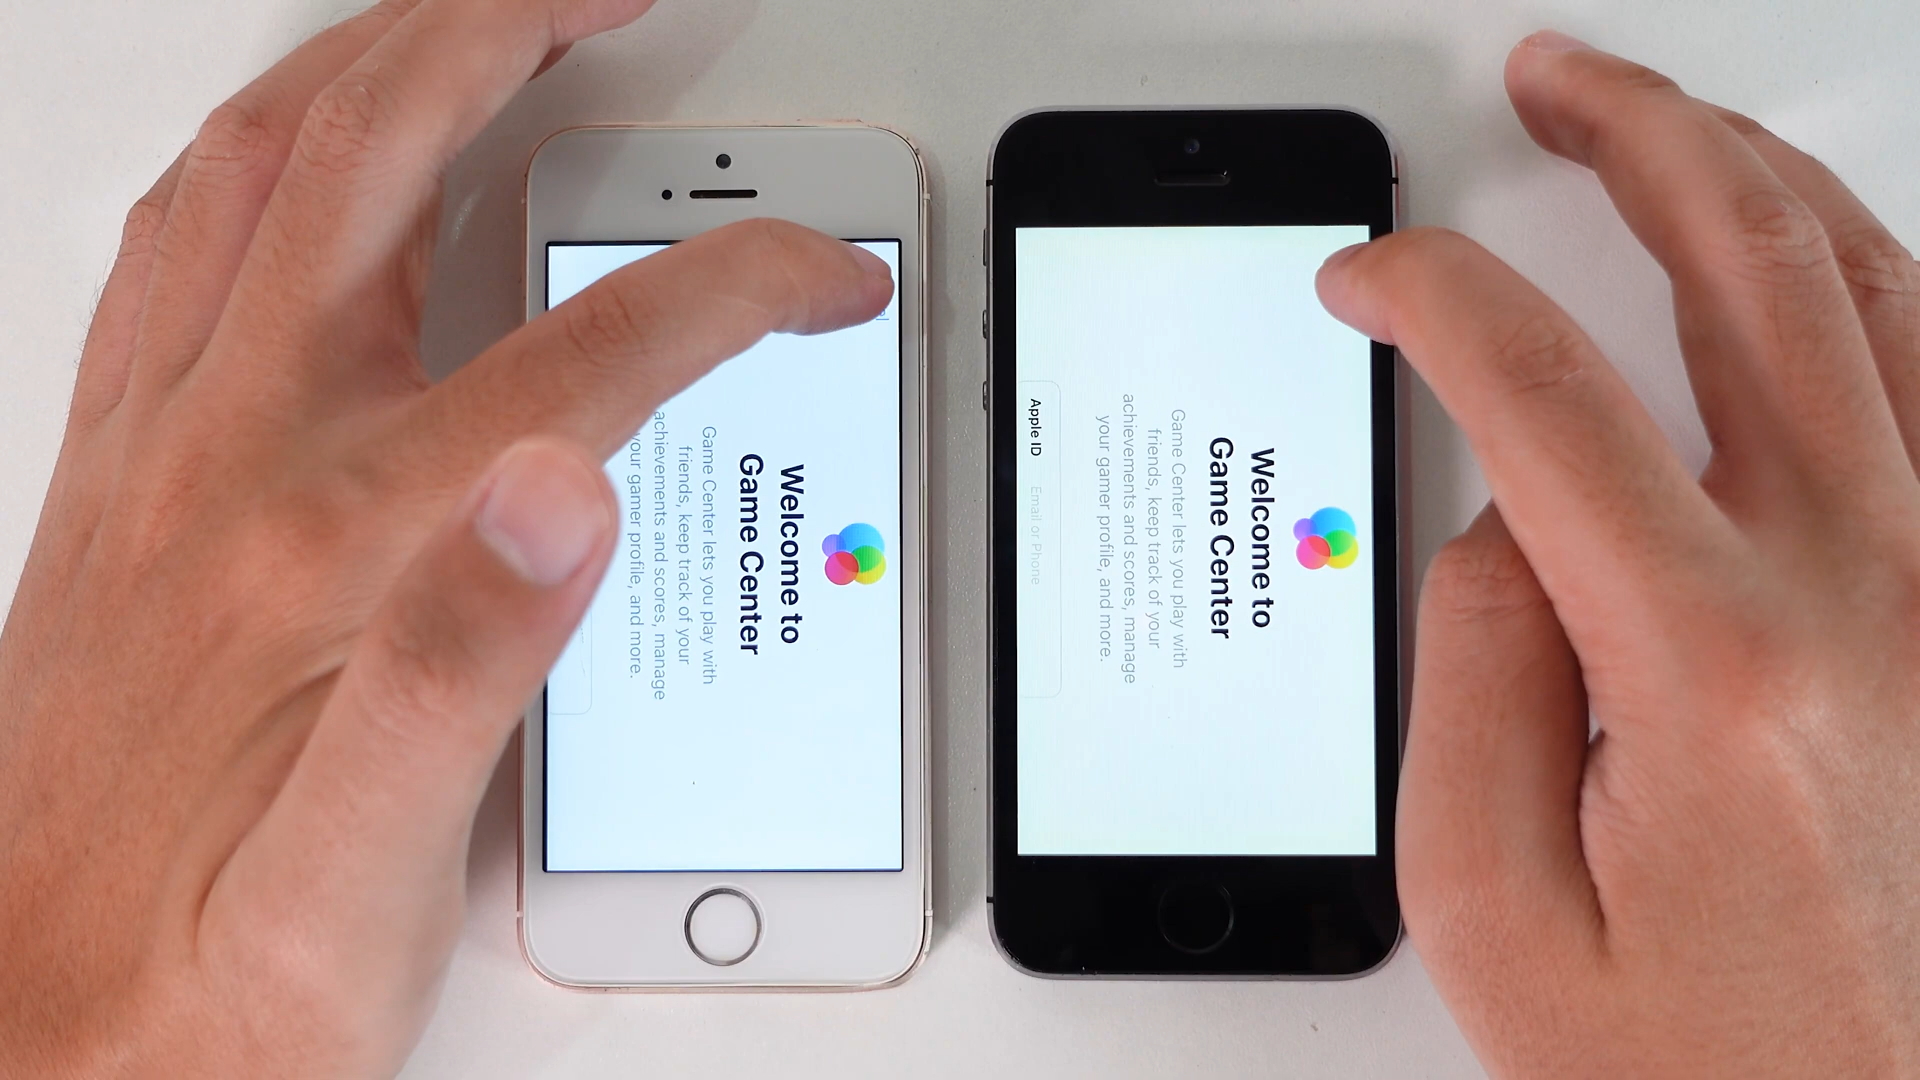 Welcome to
Game Center
Game Center lets you play with
friends, keep track of your
achievements and scores, manage
your gamer profile, and more.
Welcome to
Game Center
Game Center lets you play with
friends, keep track of your
achievements and scores, manage
your gamer profile, and more.
Apple ID Email or Phone